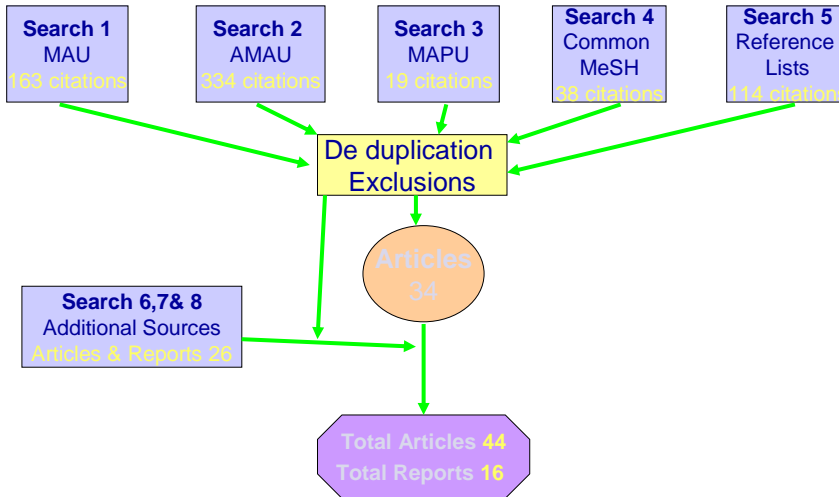 Search 1
MAU
163 citations
Search 2
AMAU
334 citations
Search 3
MAPU
19 citations
Search 4
Common
MeSH
38 citations
Search 5
Reference
Lists
114 citations
De duplication
Exclusions
Articles
34
Search 6,7& 8
Additional Sources
Articles & Reports 26
Total Articles 44
Total Reports 16